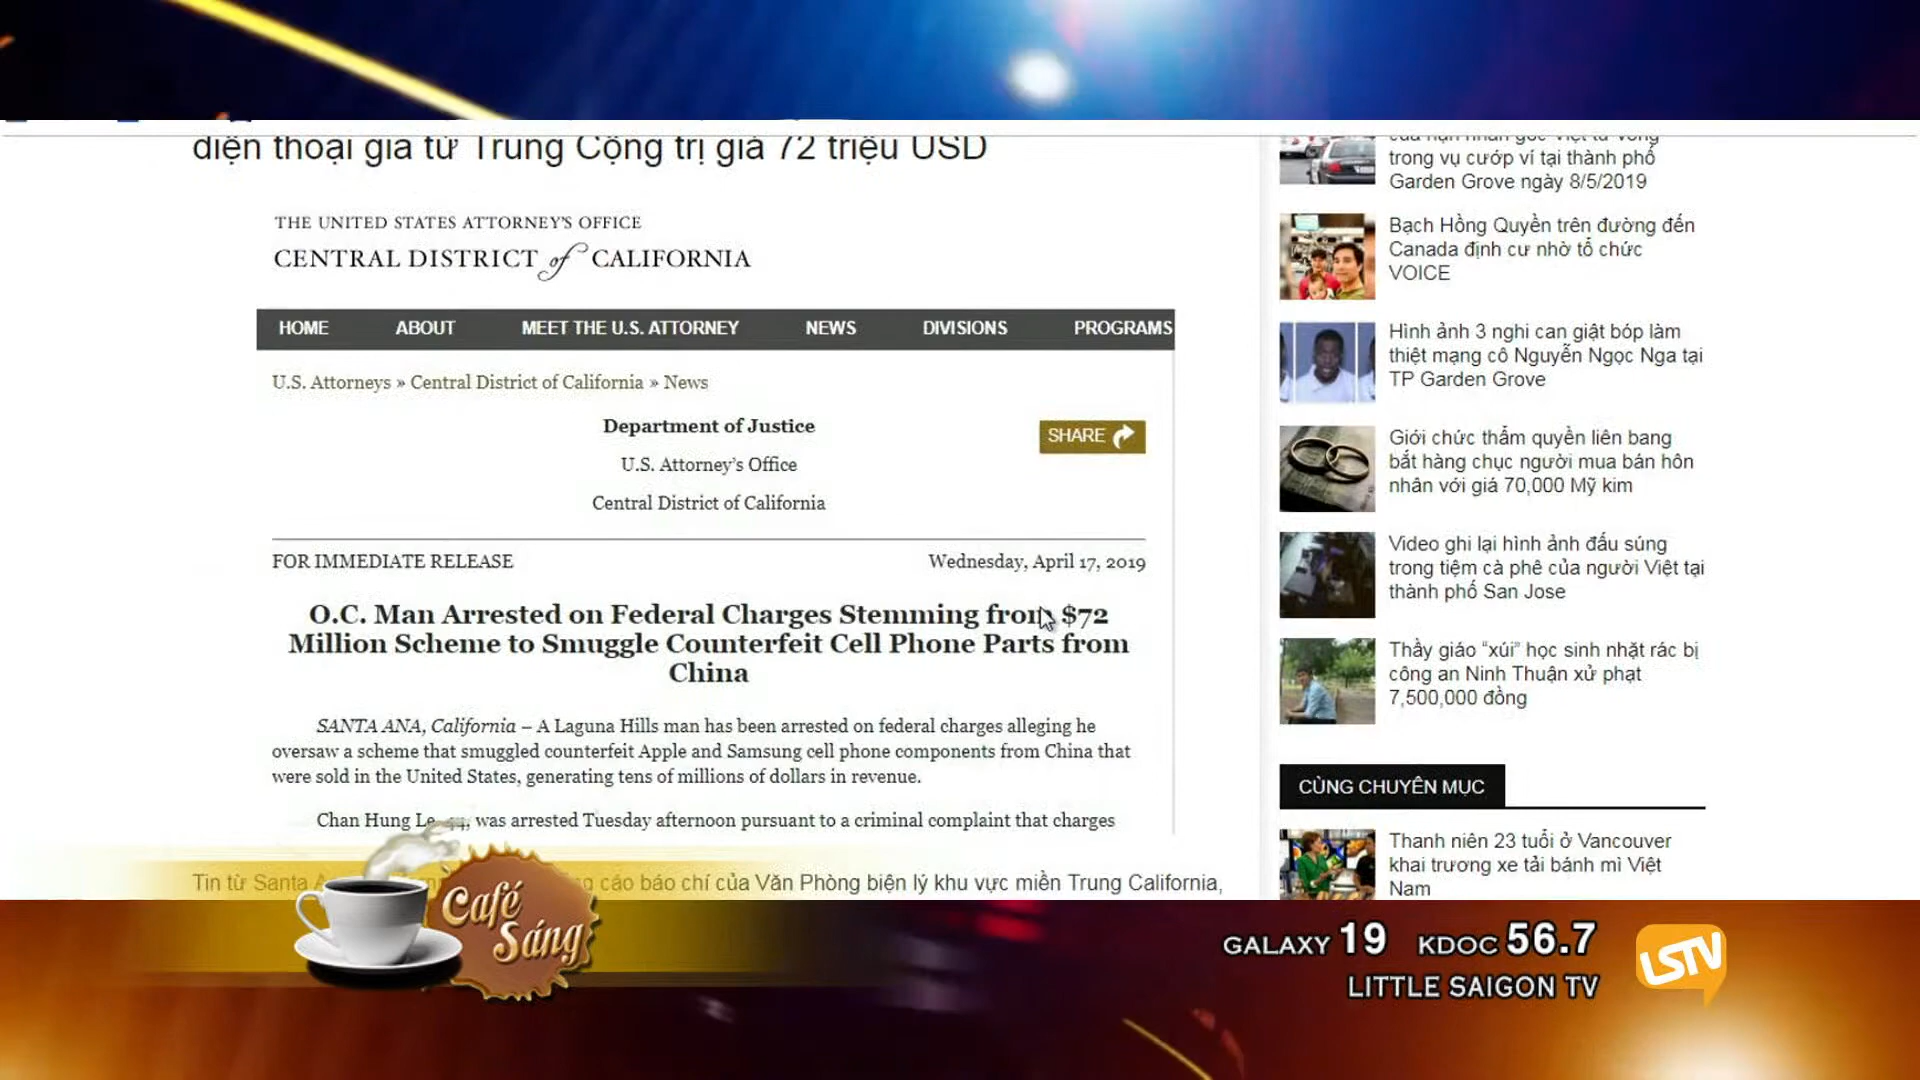 diện thoại giả từ Trung Cộng trị giá 72 triệu USD
THE UNITED STATES ATTORNEY'S OFFICE
CENTRAL DISTRICT of CALIFORNIA
HOME ABOUT MEET THE U.S. ATTORNEY NEWS DIVISIONS PROGRAMS
U.S. Attorneys » Central District of California » News
Department of Justice
SHARE
U.S. Attorney's Office
Central District of California
FOR IMMEDIATE RELEASE Wednesday, April 17, 2019
O.C. Man Arrested on Federal Charges Stemming from $72
Million Scheme to Smuggle Counterfeit Cell Phone Parts from
China
SANTA ANA, California – A Laguna Hills man has been arrested on federal charges alleging he
oversaw a scheme that smuggled counterfeit Apple and Samsung cell phone components from China that
were sold in the United States, generating tens of millions of dollars in revenue.
Chan Hung Le, was arrested Tuesday afternoon pursuant to a criminal complaint that charges
Tin từ Santa cáo báo chí của Văn Phòng biện lý khu vực miền Trung California,
trong vụ cướp ví tại thành phố
Garden Grove ngày 8/5/2019
Bạch Hồng Quyền trên đường đến
Canada định cư nhờ tổ chức
VOICE
Hình ảnh 3 nghi can giật bóp làm
thiệt mạng cô Nguyễn Ngọc Nga tại
TP Garden Grove
Giới chức thẩm quyền liên bang
bắt hàng chục người mua bán hôn
nhân với giá 70,000 Mỹ kim
Video ghi lại hình ảnh đấu súng
trong tiệm cà phê của người Việt tại
thành phố San Jose
Thầy giáo “xúi” học sinh nhặt rác bị
công an Ninh Thuận xử phạt
7,500,000 đồng
CÙNG CHUYÊN MỤC
Thanh niên 23 tuổi ở Vancouver
khai trương xe tải bánh mì Việt
Nam
Café
Sáng
GALAXY 19 KDOC 56.7
LITTLE SAIGON TV
LSTV